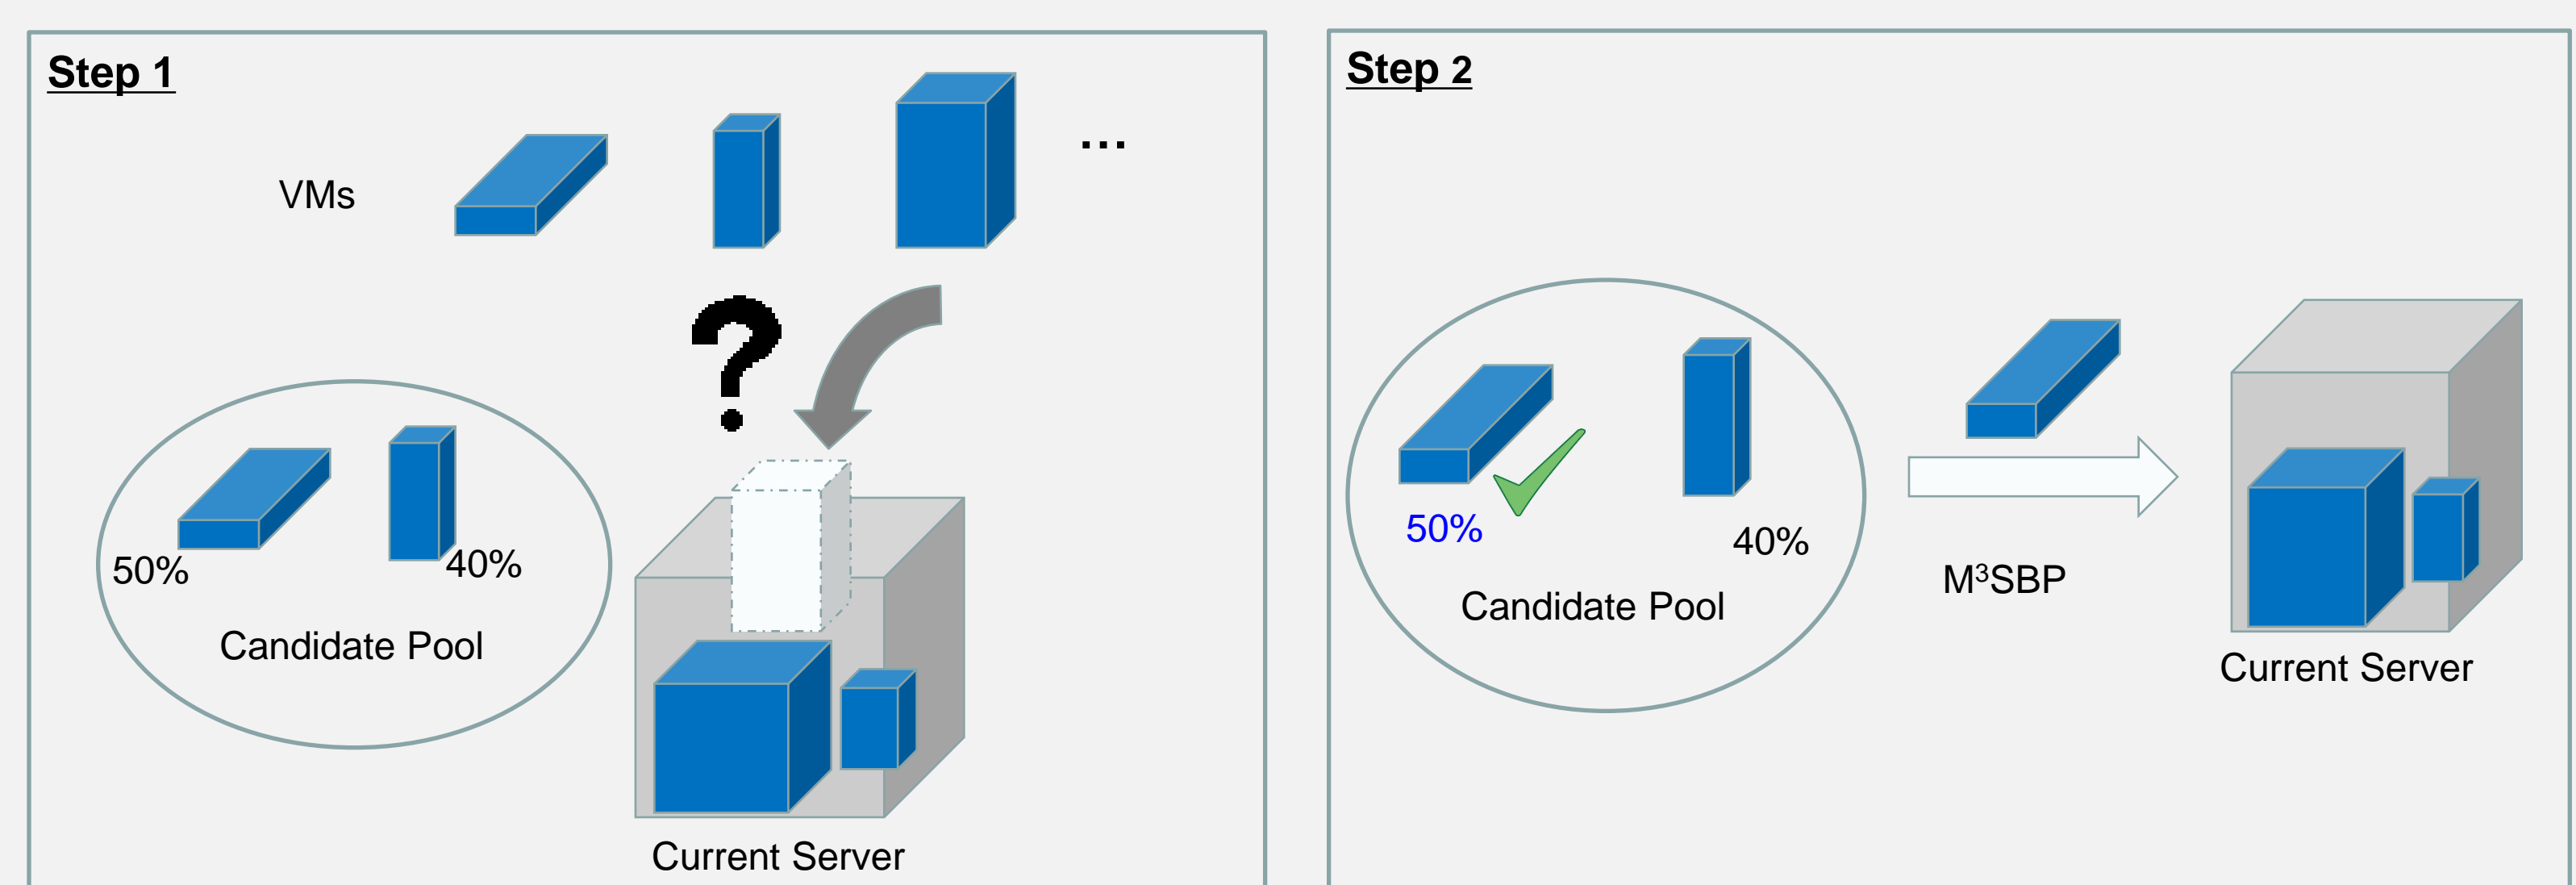 Step 1
VMs
...
?
50%
40%
Candidate Pool
Current Server
Step 2
50%
40%
Candidate Pool
M³SBP
Current Server